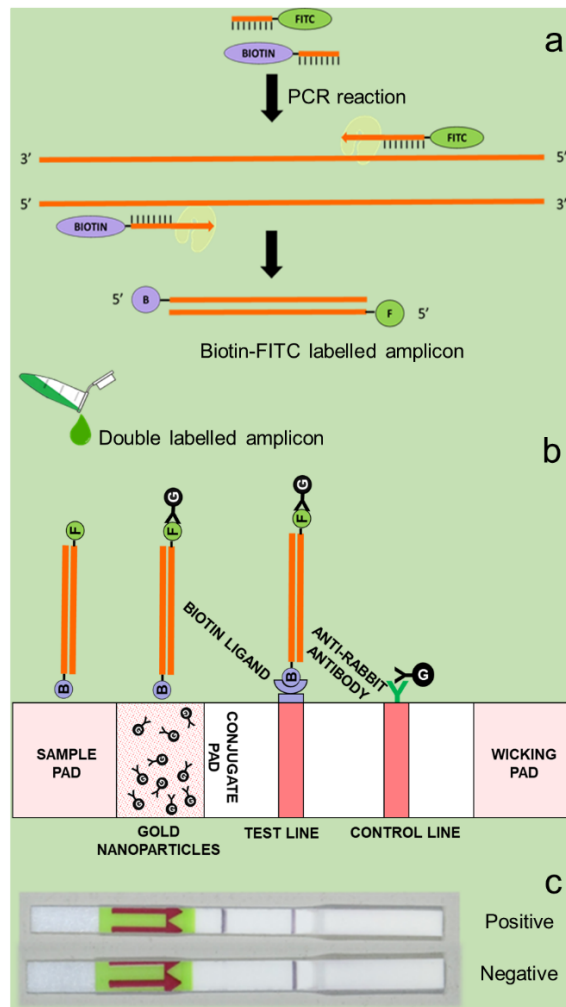 FITC
a
BIOTIN
PCR reaction
FITC
3’
5’
5’
3’
BIOTIN
5’
B
F
5’
Biotin-FITC labelled amplicon
Double labelled amplicon
b
G
G
F
F
F
BIOTIN LIGAND
ANTI-RABBIT
ANTIBODY
B
B
B
G
SAMPLE
PAD
G
G
G
G
G
G
G
G
G
CONJUGATE
PAD
WICKING
PAD
GOLD
NANOPARTICLES
TEST LINE
CONTROL LINE
c
Positive
Negative